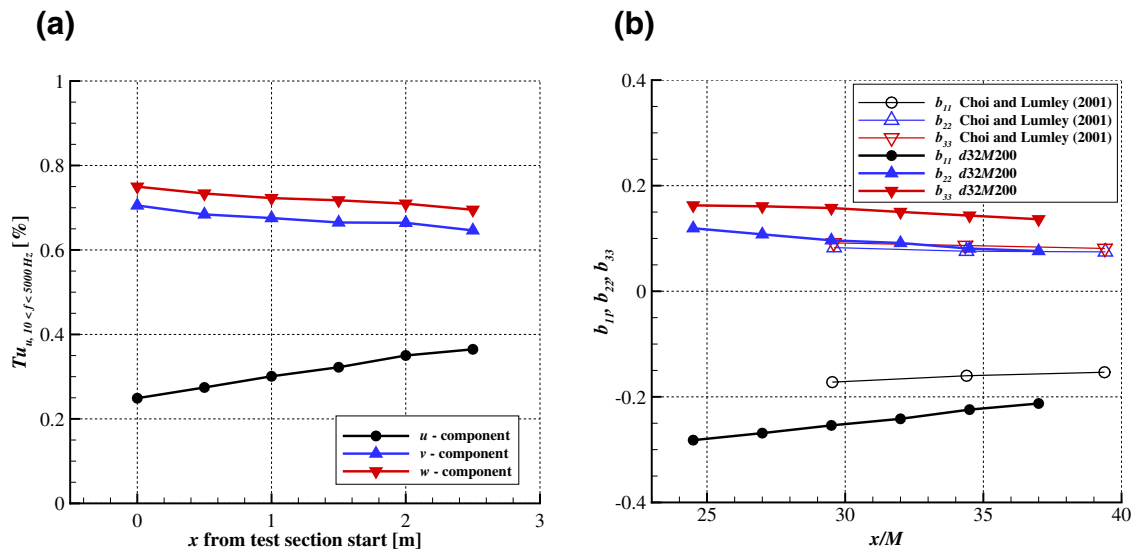 (a)
1
0.8
0.6
0.4
0.2
0
0 1 2 3
Tu u, 10 < f < 5000 Hz [%]
x from test section start [m]
u - component
v - component
w - component
(b)
0.4
0.2
0
-0.2
-0.4
25 30 35 40
b11, b22, b33
x/M
b11 Choi and Lumley (2001)
b22 Choi and Lumley (2001)
b33 Choi and Lumley (2001)
b11 d32M200
b22 d32M200
b33 d32M200